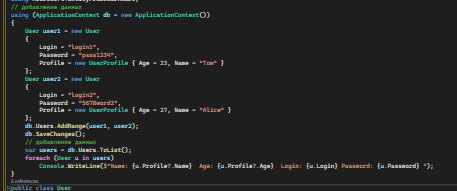 // добавление данных
using (ApplicationContext db = new ApplicationContext())
{
User user1 = new User
{
Login = "login1",
Password = "pass1234",
Profile = new UserProfile { Age = 23, Name = "Tom" }
};
User user2 = new User
{
Login = "login2",
Password = "5678word2",
Profile = new UserProfile { Age = 27, Name = "Alice" }
};
db.Users.AddRange(user1, user2);
db.SaveChanges();
// добавление данных
var users = db.Users.ToList();
foreach (User u in users)
Console.WriteLine($"Name: {u.Profile?.Name}  Age: {u.Profile?.Age}  Login: {u.Login} Password: {u.Password} ");
}
6 references
public class User